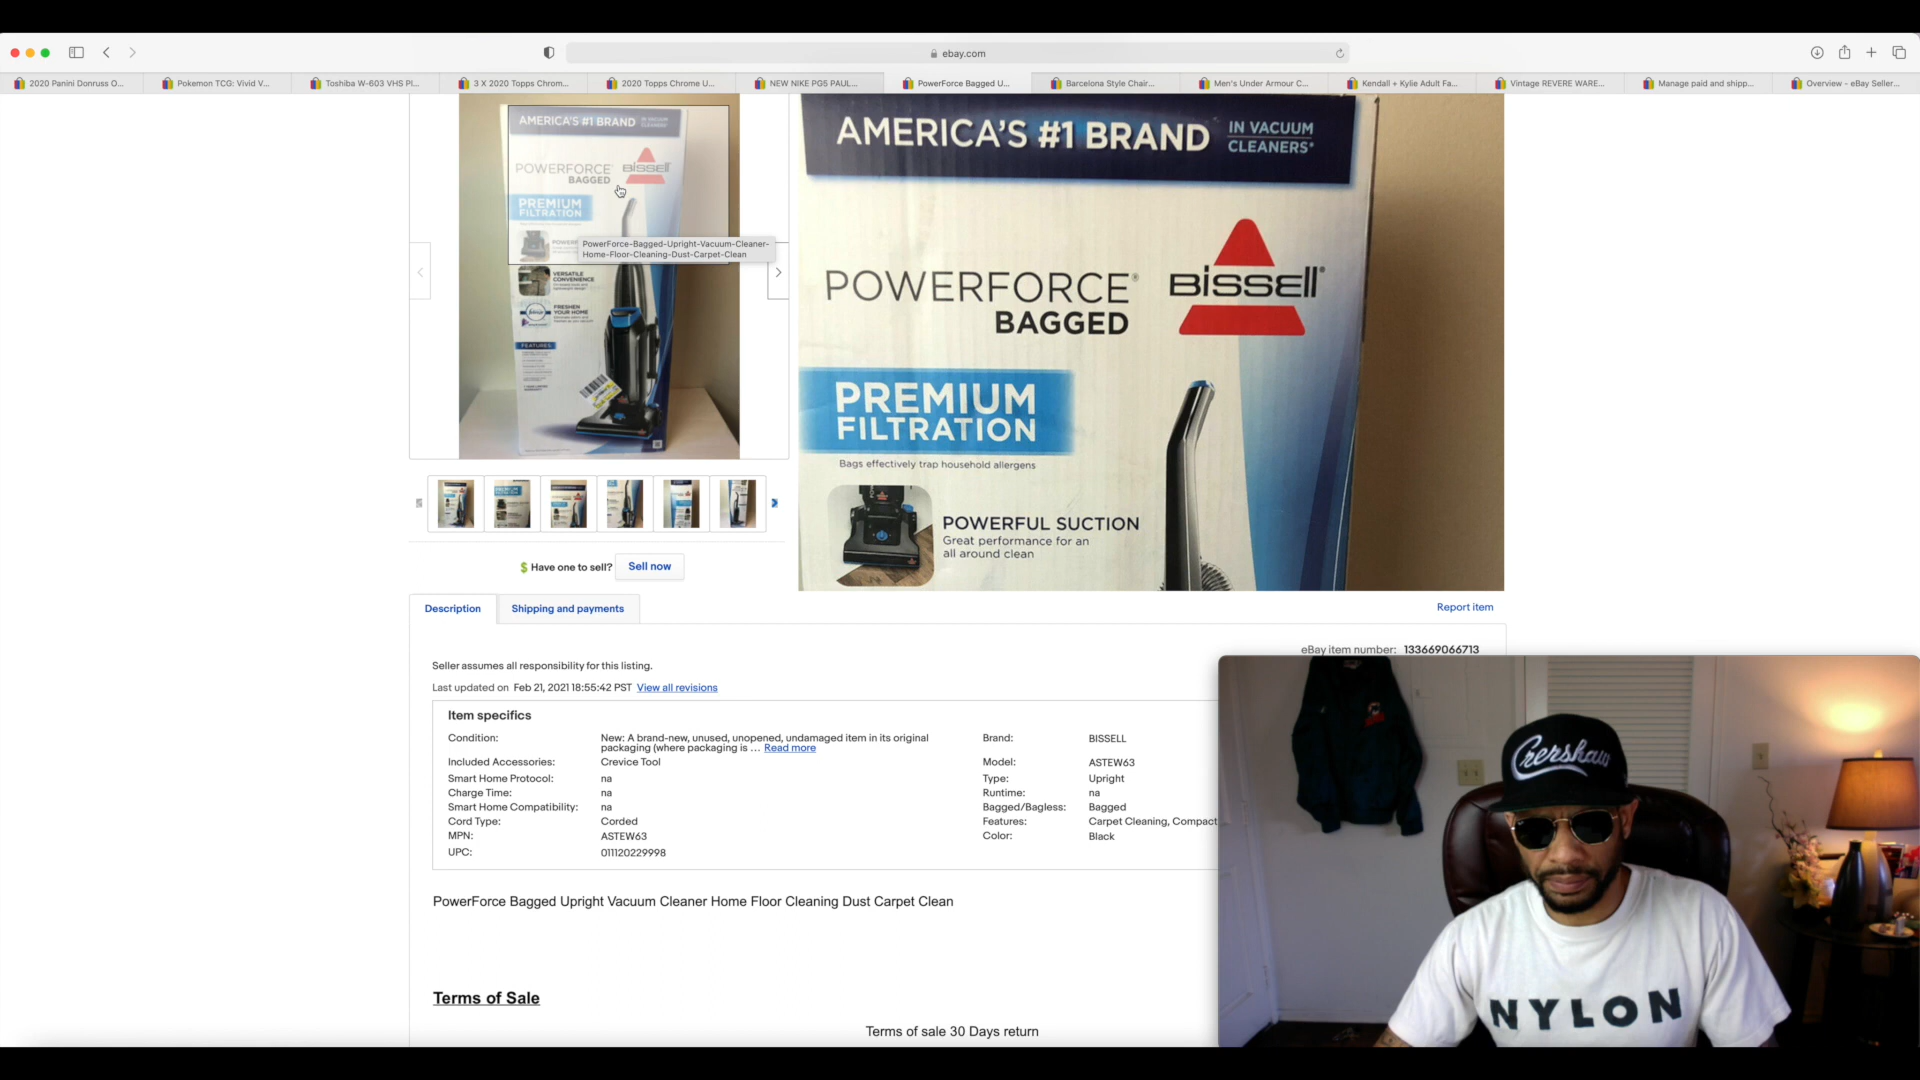 ebay.com
2020 Panini Donruss O...
Pokemon TCG: Vivid V...
Toshiba W-603 VHS Pl...
3 X 2020 Topps Chrom...
2020 Topps Chrome U...
NEW NIKE PG5 PAUL...
PowerForce Bagged U...
Barcelona Style Chair...
Men's Under Armour C...
Kendall + Kylie Adult Fa...
Vintage REVERE WARE...
Manage paid and shipp...
Overview – eBay Seller...
AMERICA'S #1 BRAND IN VACUUM CLEANERS*
POWERFORCE BAGGED
BISSELL
PREMIUM
FILTRATION
PowerForce-Bagged-Upright-Vacuum-Cleaner-
Home-Floor-Cleaning-Dust-Carpet-Clean
VERSATILE
CONVENIENCE
FRESHEN
YOUR HOME
FEATURES
AMERICA'S #1 BRAND IN VACUUM
CLEANERS*
POWERFORCE®
BAGGED
BISSELL®
PREMIUM
FILTRATION
Bags effectively trap household allergens
POWERFUL SUCTION
Great performance for an
all around clean
Have one to sell? Sell now
Description
Shipping and payments
Report item
eBay item number: 133669066713
Seller assumes all responsibility for this listing.
Last updated on Feb 21, 2021 18:55:42 PST View all revisions
Item specifics
Condition: New: A brand-new, unused, unopened, undamaged item in its original
packaging (where packaging is ... Read more
Brand: BISSELL
Included Accessories: Crevice Tool
Model: ASTEW63
Smart Home Protocol: na
Type: Upright
Charge Time: na
Runtime: na
Smart Home Compatibility: na
Bagged/Bagless: Bagged
Cord Type: Corded
Features: Carpet Cleaning, Compact
MPN: ASTEW63
Color: Black
UPC: 011120229998
PowerForce Bagged Upright Vacuum Cleaner Home Floor Cleaning Dust Carpet Clean
Terms of Sale
Terms of sale 30 Days return
Crenshaw
NYLON